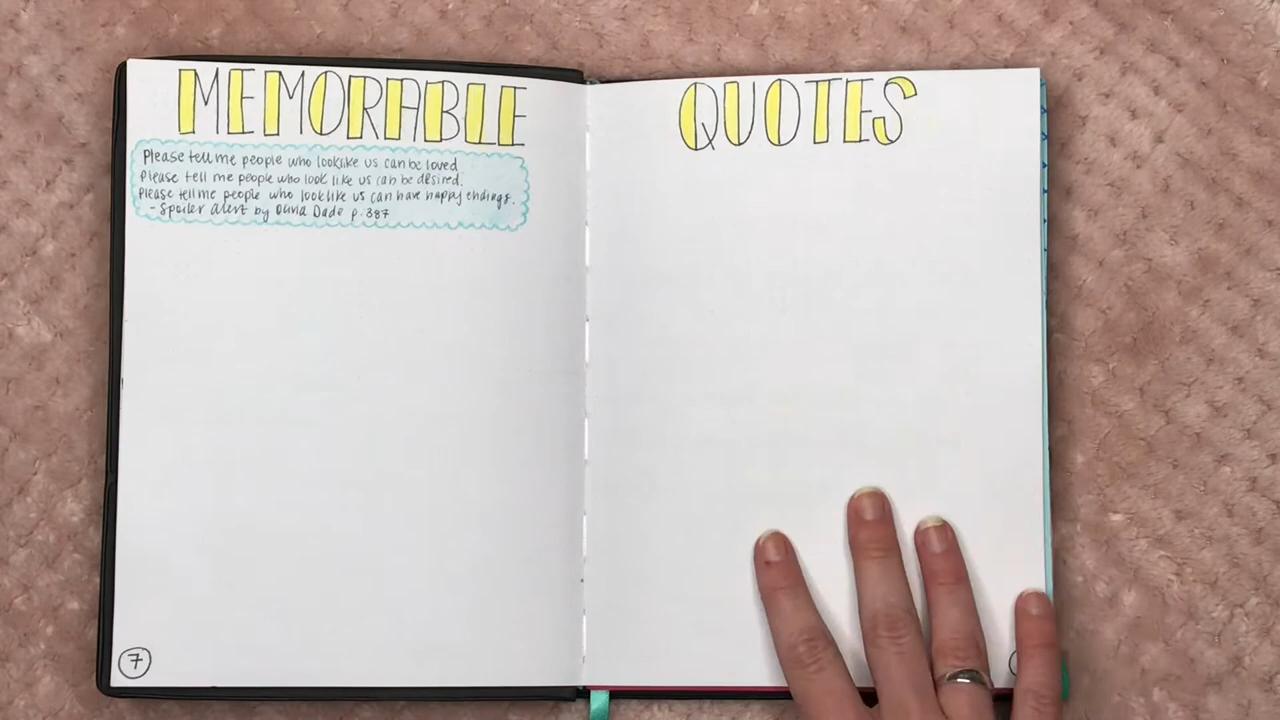 MEMORABLE QUOTES
Please tell me people who look like us can be loved.
Please tell me people who look like us can be desired.
Please tell me people who look like us can have happy endings.
- Spoiler Alert by Olivia Dade p. 387
7